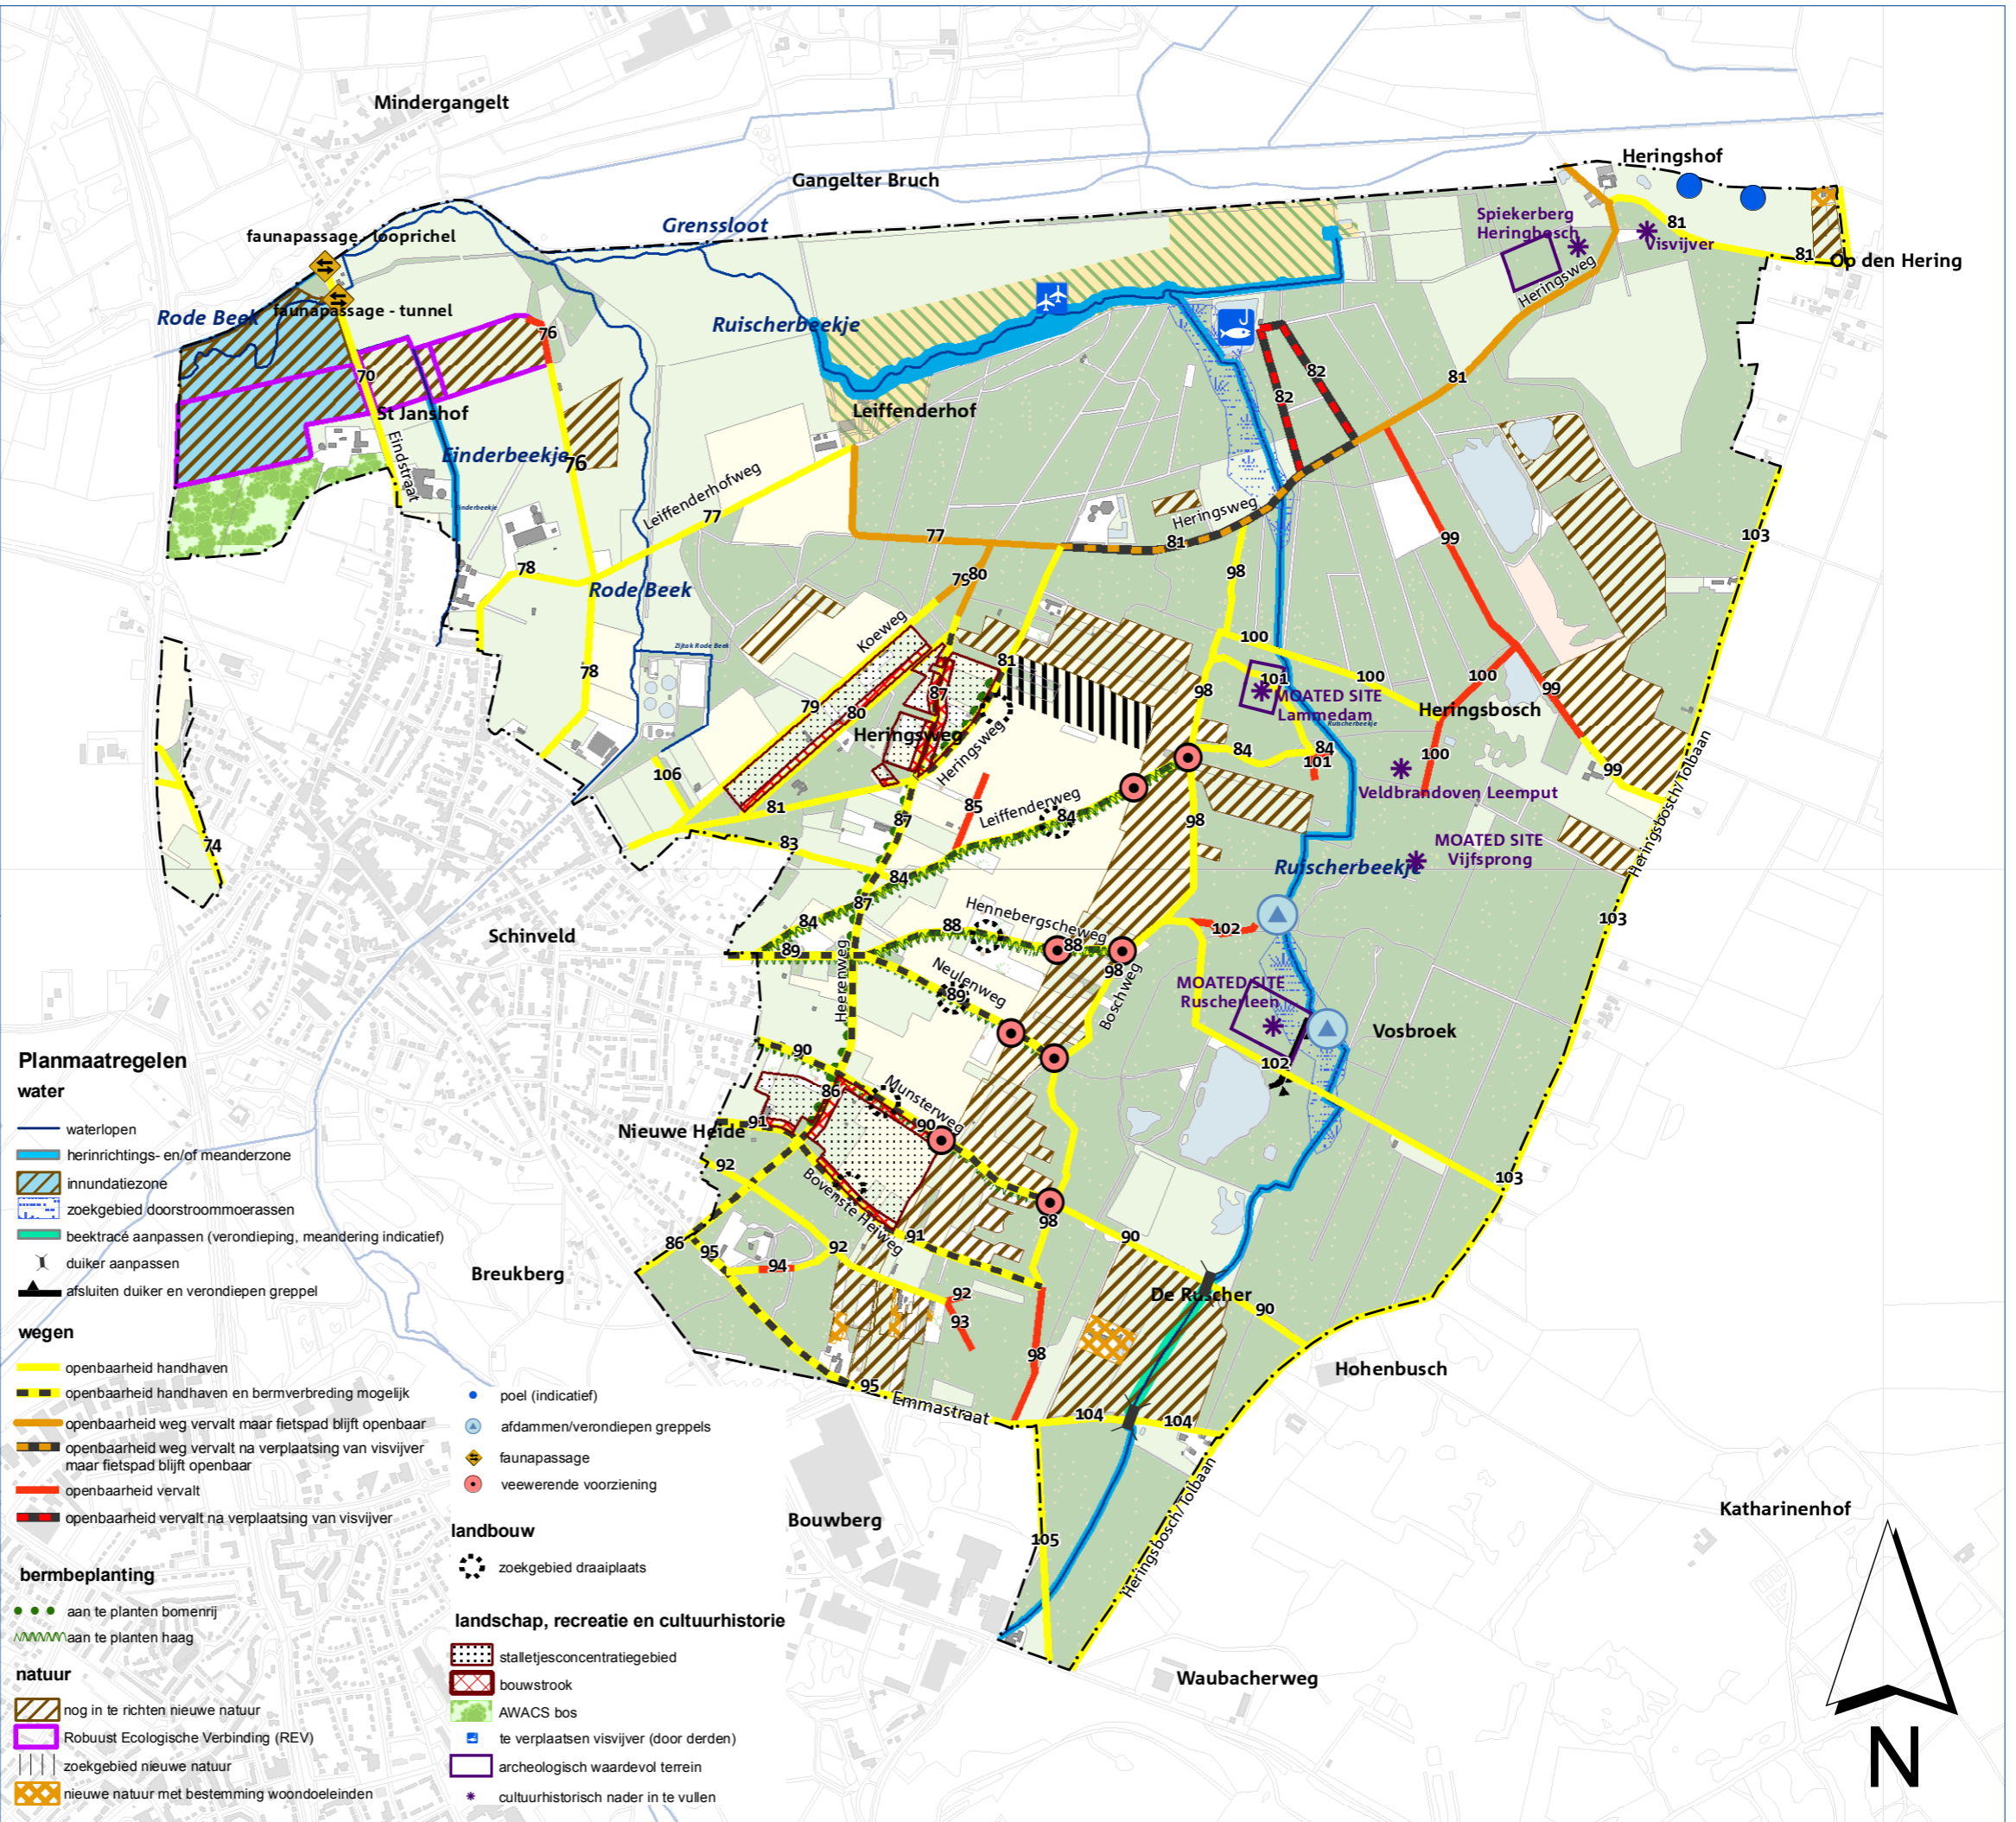 Mindergangelt
Gangelter Bruch
Heringshof
Grenssloot
faunapassage - looprichel
Spiekerberg
Heringbosch
Visvijver
81
81
Op den Hering
Heringsweg
faunapassage - tunnel
Rode Beek
Ruischerbeekje
76
70
82
82
81
St Janshof
Leiffenderhof
Eindstraat
Einderbeekje
76
Einderbeekje
Leiffenderhofweg
77
77
Heringsweg
81
99
103
78
Rode Beek
79
80
98
Koeweg
Zijtak Rode Beek
78
81
100
100
100
99
101
MOATED SITE
Lammedam
Ruischerbeekje
Heringsbosch
79
80
87
98
Heringsweg
Heringsweg
84
84
101
100
99
Heringsbosch/Tolbaan
106
81
85
Leiffenderweg
84
87
98
Veldbrandoven Leemput
MOATED SITE
Vijfsprong
83
74
84
87
Ruischerbeekje
103
84
88
Hennebergscheweg
88
102
Schinveld
89
Heerenweg
Neulenweg
98
Boschweg
89
MOATED SITE
Ruscherleen
Vosbroek
90
102
86
Munsterweg
90
Nieuwe Heide
91
92
Bovenste Heiweg
103
98
91
90
86
95
92
94
Breukberg
92
93
De Ruscher
90
98
Hohenbusch
95
Emmastraat
104
104
Bouwberg
105
Heringsbosch/Tolbaan
Katharinenhof
Waubacherweg
N
Planmaatregelen
water
waterlopen
herinrichtings- en/of meanderzone
innundatiezone
zoekgebied doorstroommoerassen
beektracé aanpassen (verondieping, meandering indicatief)
duiker aanpassen
afsluiten duiker en verondiepen greppel
wegen
openbaarheid handhaven
openbaarheid handhaven en bermverbreding mogelijk
openbaarheid weg vervalt maar fietspad blijft openbaar
openbaarheid weg vervalt na verplaatsing van visvijver
maar fietspad blijft openbaar
openbaarheid vervalt
openbaarheid vervalt na verplaatsing van visvijver
bermbeplanting
aan te planten bomenrij
aan te planten haag
natuur
nog in te richten nieuwe natuur
Robuust Ecologische Verbinding (REV)
zoekgebied nieuwe natuur
nieuwe natuur met bestemming woondoeleinden
poel (indicatief)
afdammen/verondiepen greppels
faunapassage
veewerende voorziening
landbouw
zoekgebied draaiplaats
landschap, recreatie en cultuurhistorie
stalletjesconcentratiegebied
bouwstrook
AWACS bos
te verplaatsen visvijver (door derden)
archeologisch waardevol terrein
cultuurhistorisch nader in te vullen